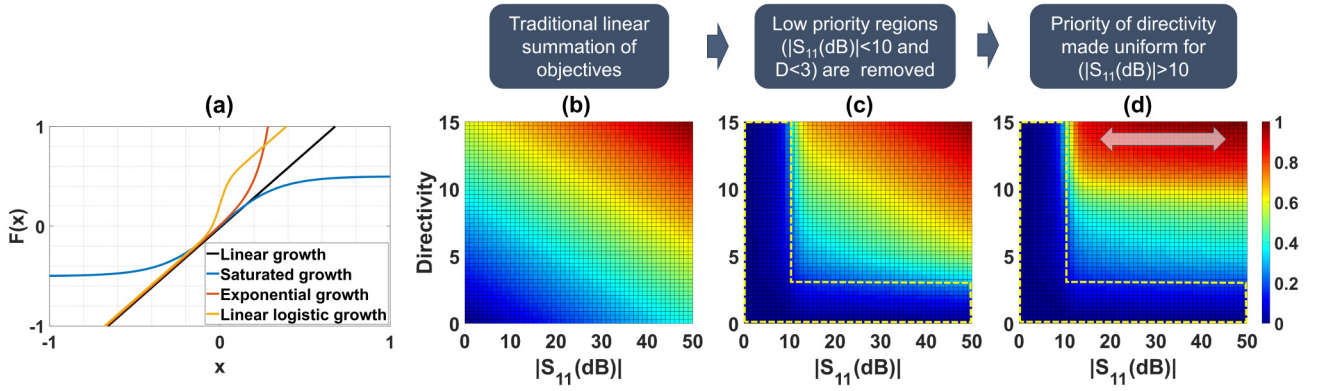 Traditional linear
summation of
objectives
Low priority regions
(|S11(dB)|<10 and
D<3) are removed
Priority of directivity
made uniform for
(|S11(dB)|>10
(a)
1
0
-1
-1
0
1
F(x)
x
Linear growth
Saturated growth
Exponential growth
Linear logistic growth
(b)
15
10
5
0
0 10 20 30 40 50
Directivity
|S11(dB)|
(c)
15
10
5
0
0 10 20 30 40 50
|S11(dB)|
(d)
15
10
5
0
0 10 20 30 40 50
|S11(dB)|
1
0.8
0.6
0.4
0.2
0